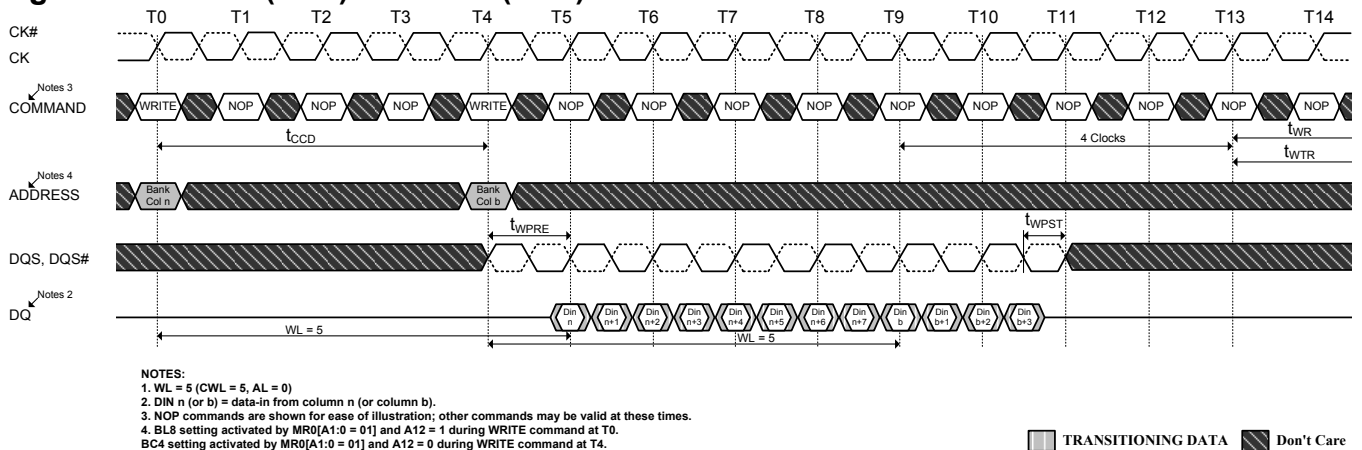 T0 T1 T2 T3 T4 T5 T6 T7 T8 T9 T10 T11 T12 T13 T14
CK#
CK
Notes 3
COMMAND
WRITE NOP NOP NOP WRITE NOP NOP NOP NOP NOP NOP NOP NOP NOP NOP
tCCD
4 Clocks
tWR
tWTR
Notes 4
ADDRESS
Bank Col n
Bank Col b
tWPRE
tWPST
DQS, DQS#
Notes 2
DQ
Din n Din n+1 Din n+2 Din n+3 Din n+4 Din n+5 Din n+6 Din n+7 Din b Din b+1 Din b+2 Din b+3
WL = 5
WL = 5
NOTES:
1. WL = 5 (CWL = 5, AL = 0)
2. DIN n (or b) = data-in from column n (or column b).
3. NOP commands are shown for ease of illustration; other commands may be valid at these times.
4. BL8 setting activated by MR0[A1:0 = 01] and A12 = 1 during WRITE command at T0.
BC4 setting activated by MR0[A1:0 = 01] and A12 = 0 during WRITE command at T4.
TRANSITIONING DATA
Don't Care